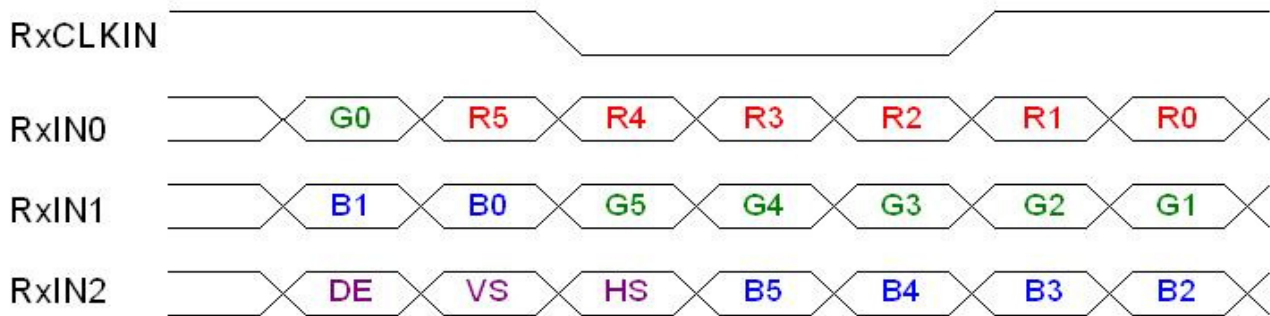 RxCLKIN
RxIN0 G0 R5 R4 R3 R2 R1 R0
RxIN1 B1 B0 G5 G4 G3 G2 G1
RxIN2 DE VS HS B5 B4 B3 B2